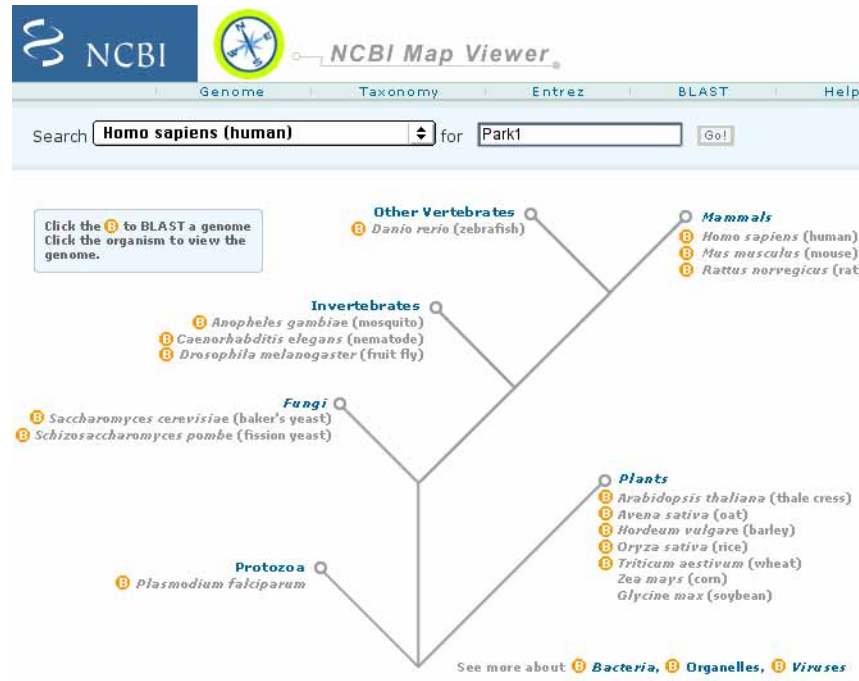 NCBI
NCBI Map Viewer
Genome Taxonomy Entrez BLAST Help
Search Homo sapiens (human) for Park1 Go!
Click the B to BLAST a genome
Click the organism to view the
genome.
Other Vertebrates
B Danio rerio (zebrafish)
Mammals
B Homo sapiens (human)
B Mus musculus (mouse)
B Rattus norvegicus (rat
Invertebrates
B Anopheles gambiae (mosquito)
B Caenorhabditis elegans (nematode)
B Drosophila melanogaster (fruit fly)
Fungi
B Saccharomyces cerevisiae (baker's yeast)
B Schizosaccharomyces pombe (fission yeast)
Plants
B Arabidopsis thaliana (thale cress)
B Avena sativa (oat)
B Hordeum vulgare (barley)
B Oryza sativa (rice)
B Triticum aestivum (wheat)
Zea mays (corn)
Glycine max (soybean)
Protozoa
B Plasmodium falciparum
See more about B Bacteria, B Organelles, B Viruses